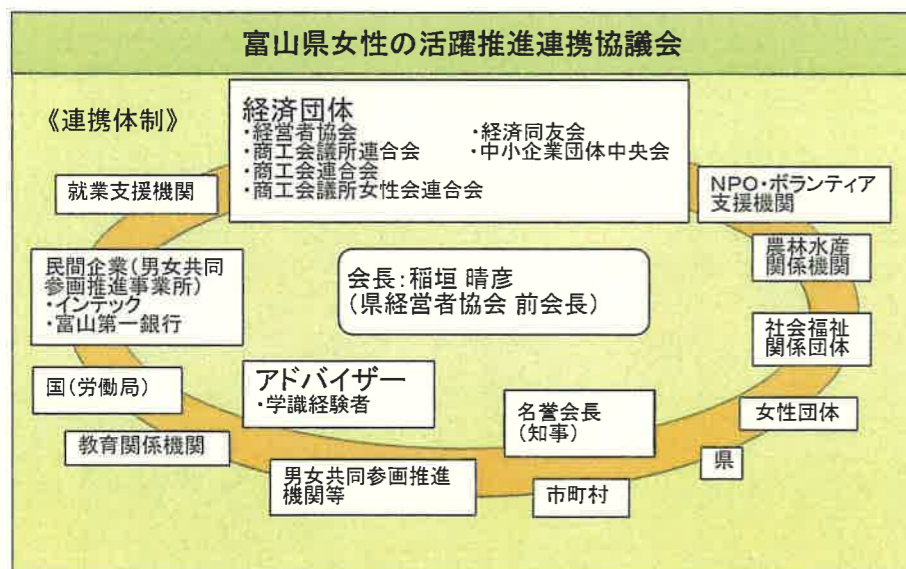 富山県女性の活躍推進連携協議会
《連携体制》
経済団体
・経営者協会 ・経済同友会
・商工会議所連合会 ・中小企業団体中央会
・商工会連合会
・商工会議所女性会連合会
就業支援機関
NPO・ボランティア
支援機関
農林水産
関係機関
民間企業(男女共同
参画推進事業所)
・インテック
・富山第一銀行
会長:稲垣 晴彦
(県経営者協会 前会長)
社会福祉
関係団体
国(労働局)
アドバイザー
・学識経験者
名誉会長
(知事)
女性団体
教育関係機関
県
男女共同参画推進
機関等
市町村